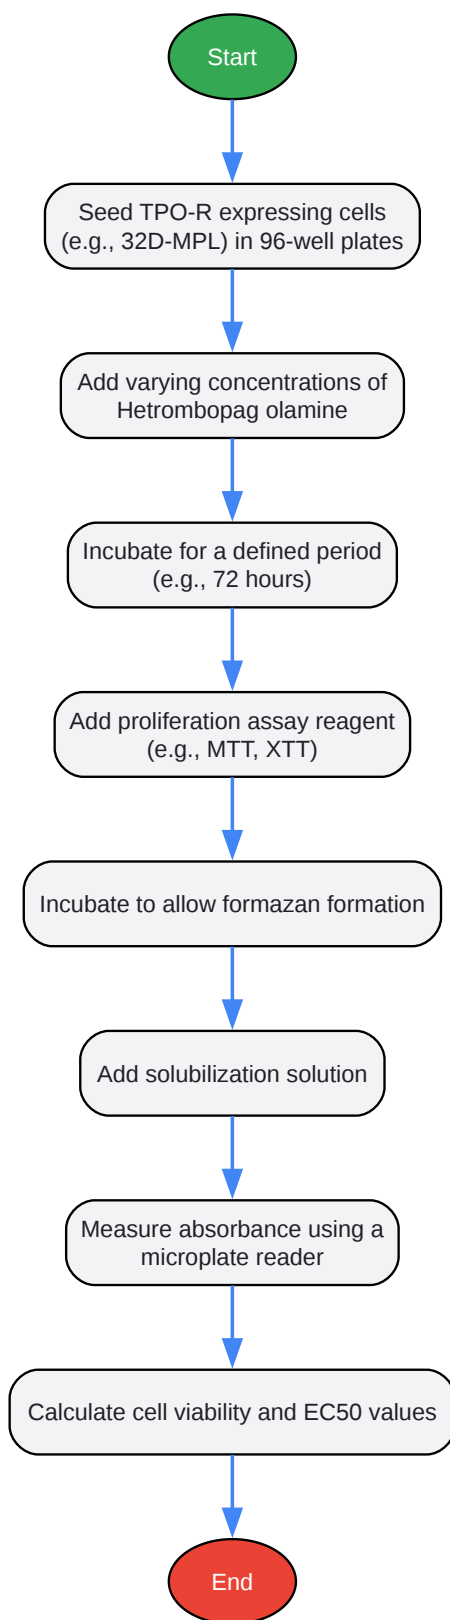 Start
Seed TPO-R expressing cells
(e.g., 32D-MPL) in 96-well plates
Add varying concentrations of
Hetrombopag olamine
Incubate for a defined period
(e.g., 72 hours)
Add proliferation assay reagent
(e.g., MTT, XTT)
Incubate to allow formazan formation
Add solubilization solution
Measure absorbance using a
microplate reader
Calculate cell viability and EC50 values
End